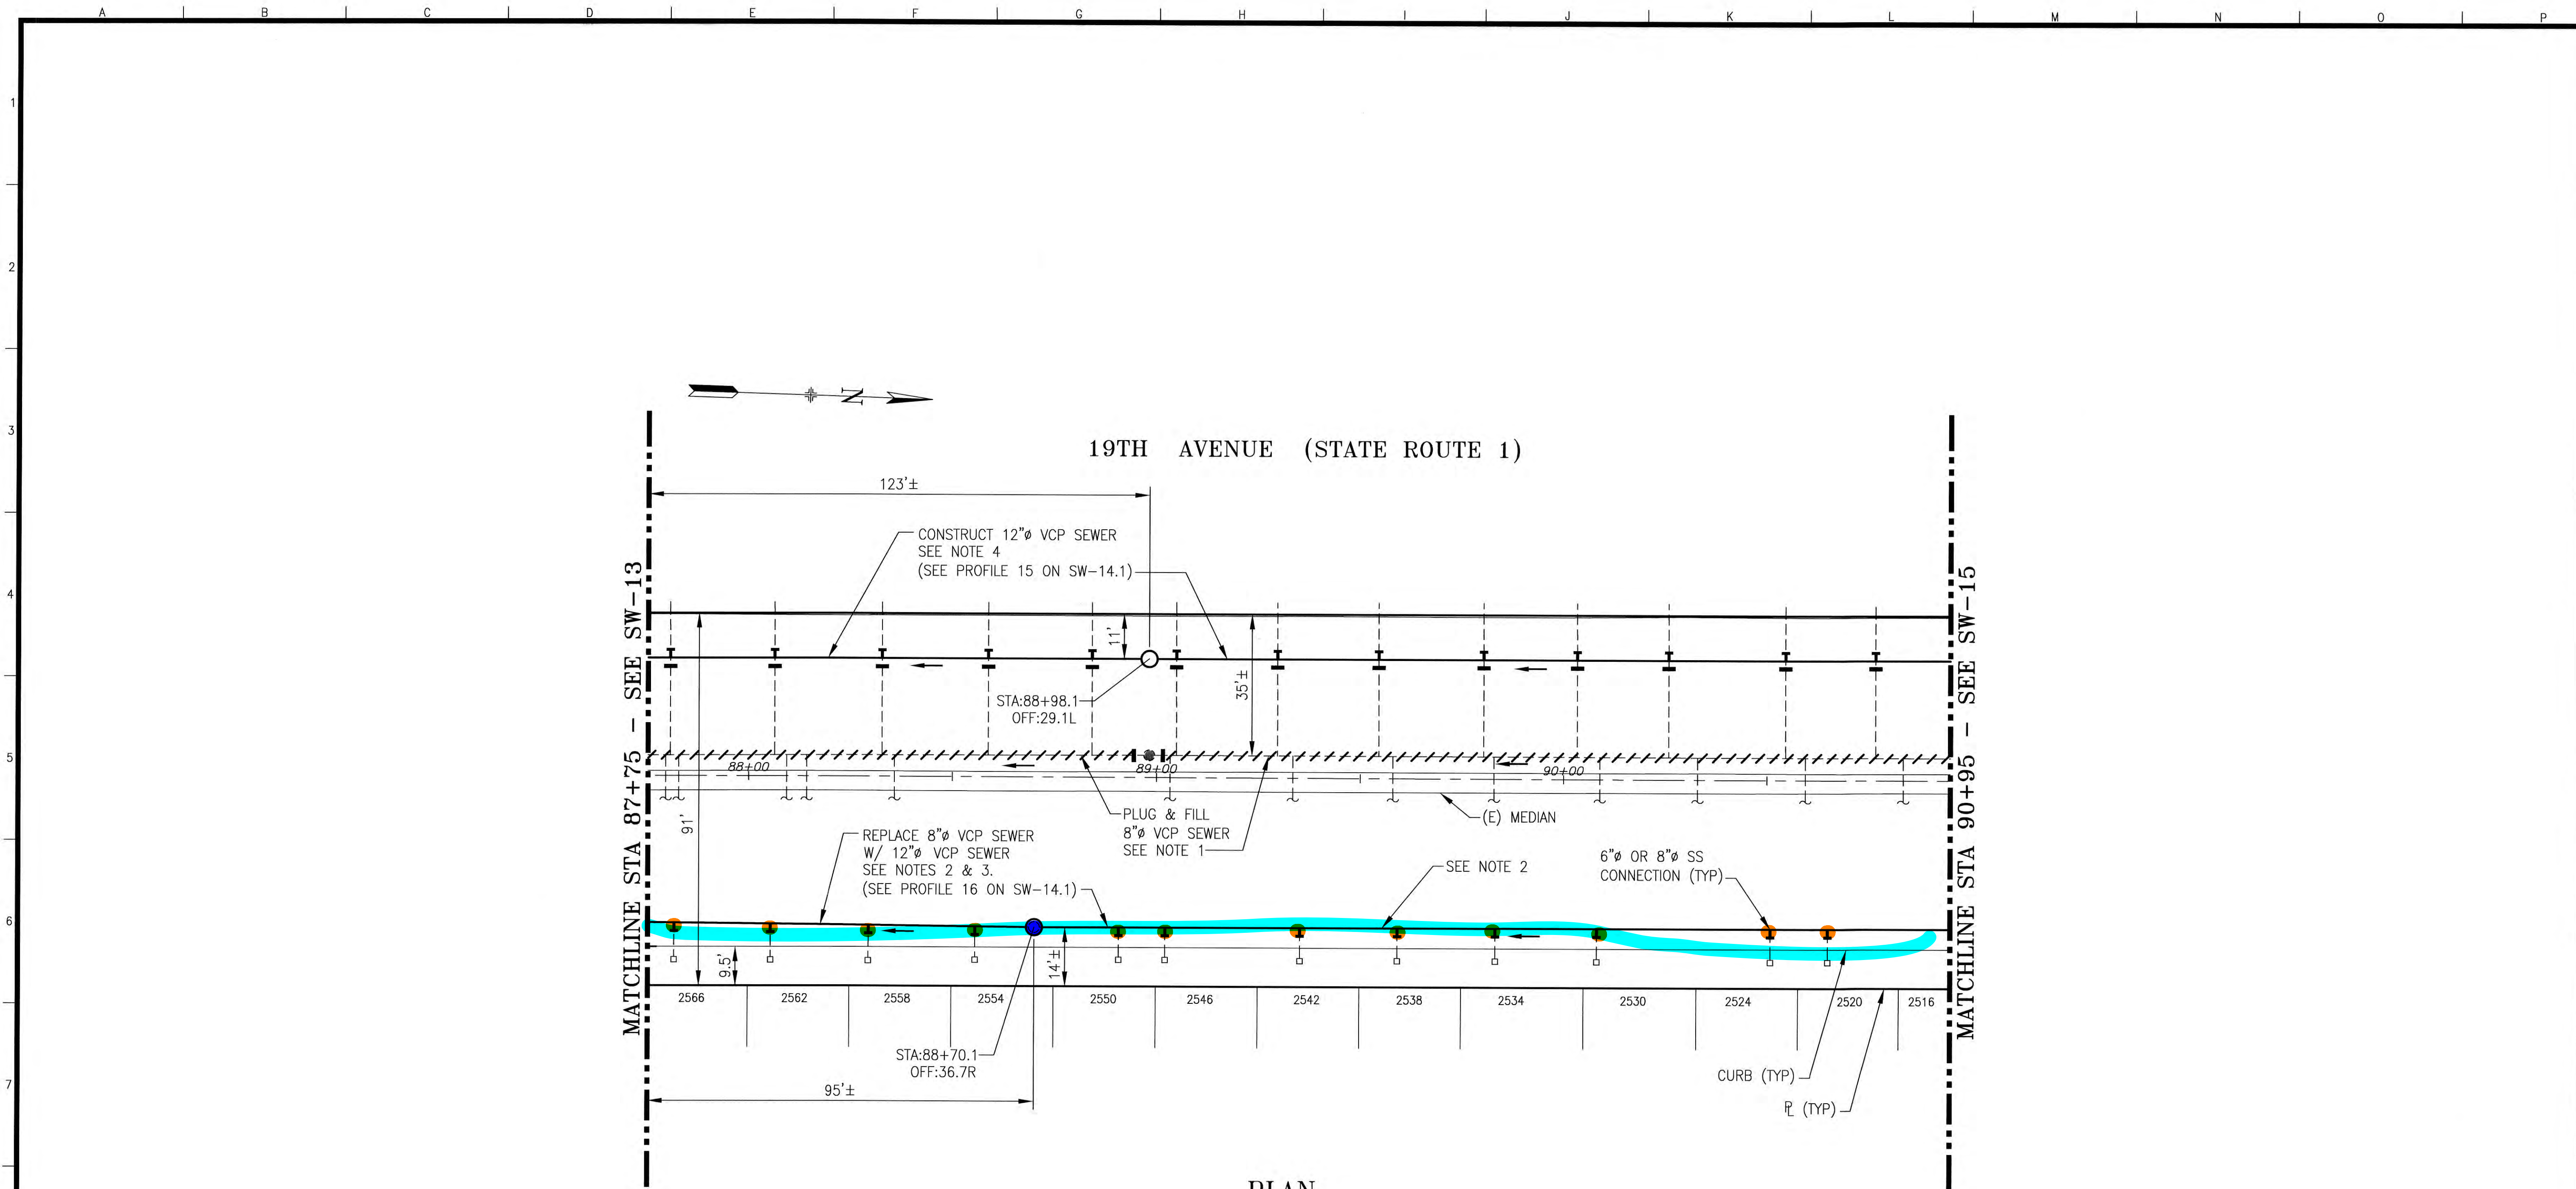 A B C D E F G H I J K L M N O P
1
2
3
4
5
6
7
N
19TH AVENUE (STATE ROUTE 1)
123'±
CONSTRUCT 12"ø VCP SEWER
SEE NOTE 4
(SEE PROFILE 15 ON SW-14.1)
MATCHLINE STA 87+75 - SEE SW-13
MATCHLINE STA 90+95 - SEE SW-15
11'
35'±
91'
STA:88+98.1
OFF:29.1L
88+00
89+00
90+00
PLUG & FILL
8"ø VCP SEWER
SEE NOTE 1
(E) MEDIAN
REPLACE 8"ø VCP SEWER
W/ 12"ø VCP SEWER
SEE NOTES 2 & 3.
(SEE PROFILE 16 ON SW-14.1)
SEE NOTE 2
6"ø OR 8"ø SS
CONNECTION (TYP)
9.5'
14'±
2566 2562 2558 2554 2550 2546 2542 2538 2534 2530 2524 2520 2516
STA:88+70.1
OFF:36.7R
95'±
CURB (TYP)
PL (TYP)
PLAN